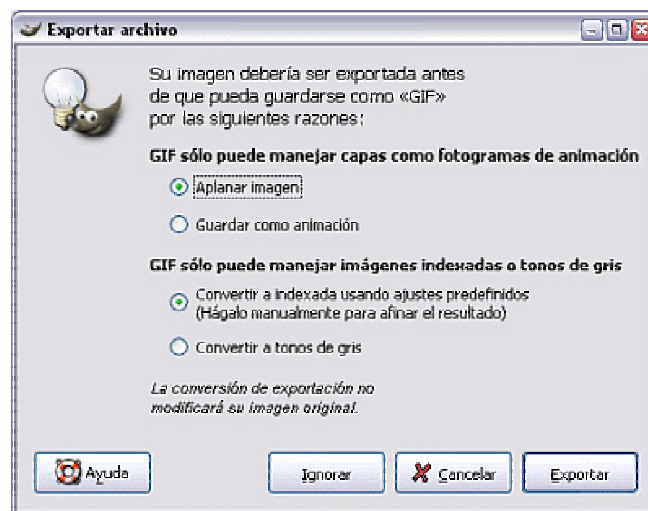 Exportar archivo
Su imagen debería ser exportada antes
de que pueda guardarse como «GIF»
por las siguientes razones:
GIF sólo puede manejar capas como fotogramas de animación
Aplanar imagen
Guardar como animación
GIF sólo puede manejar imágenes indexadas o tonos de gris
Convertir a indexada usando ajustes predefinidos
(Hágalo manualmente para afinar el resultado)
Convertir a tonos de gris
La conversión de exportación no
modificará su imagen original.
Ayuda Ignorar Cancelar Exportar